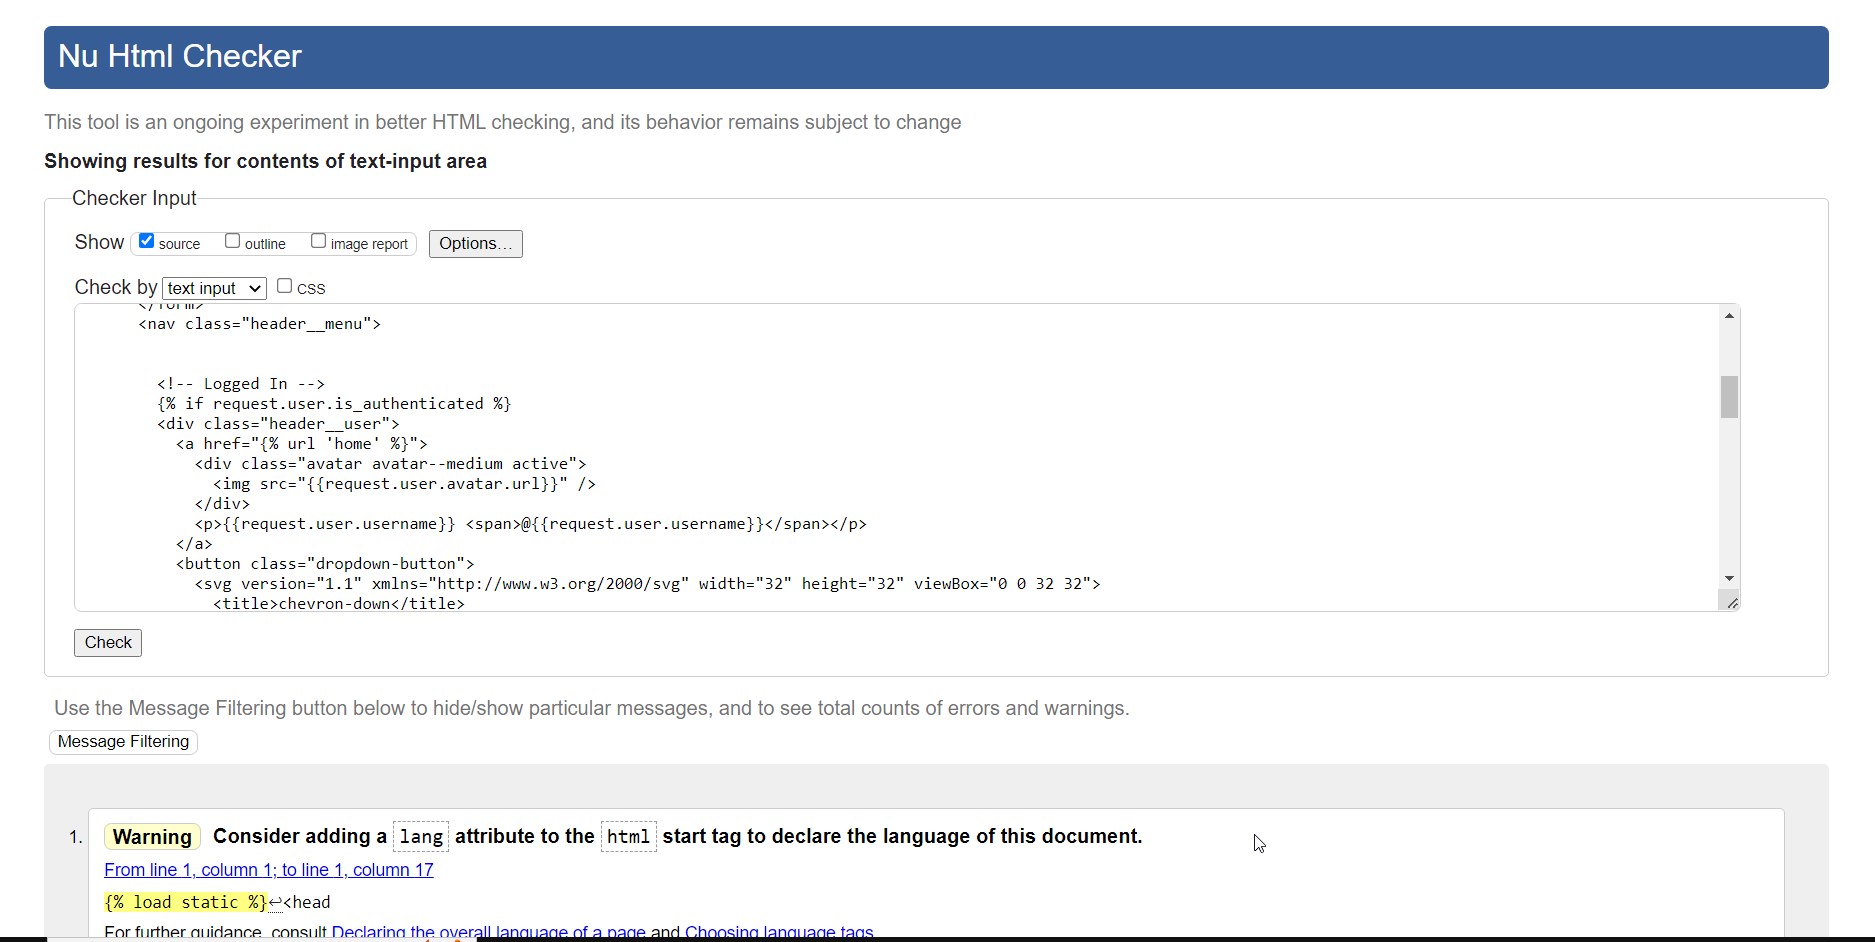 Nu Html Checker
This tool is an ongoing experiment in better HTML checking, and its behavior remains subject to change
Showing results for contents of text-input area
Checker Input
Show source outline image report Options...
Check by text input CSS
</form>
<nav class="header__menu">
<!-- Logged In -->
{% if request.user.is_authenticated %}
<div class="header__user">
<a href="{% url 'home' %}">
<div class="avatar avatar--medium active">
<img src="{{request.user.avatar.url}}" />
</div>
<p>{{request.user.username}} <span>@{{request.user.username}}</span></p>
</a>
<button class="dropdown-button">
<svg version="1.1" xmlns="http://www.w3.org/2000/svg" width="32" height="32" viewBox="0 0 32 32">
<title>chevron-down</title>
Check
Use the Message Filtering button below to hide/show particular messages, and to see total counts of errors and warnings.
Message Filtering
1. Warning Consider adding a lang attribute to the html start tag to declare the language of this document.
From line 1, column 1; to line 1, column 17
{% load static %}↩<head
For further guidance, consult Declaring the overall language of a page and Choosing language tags.